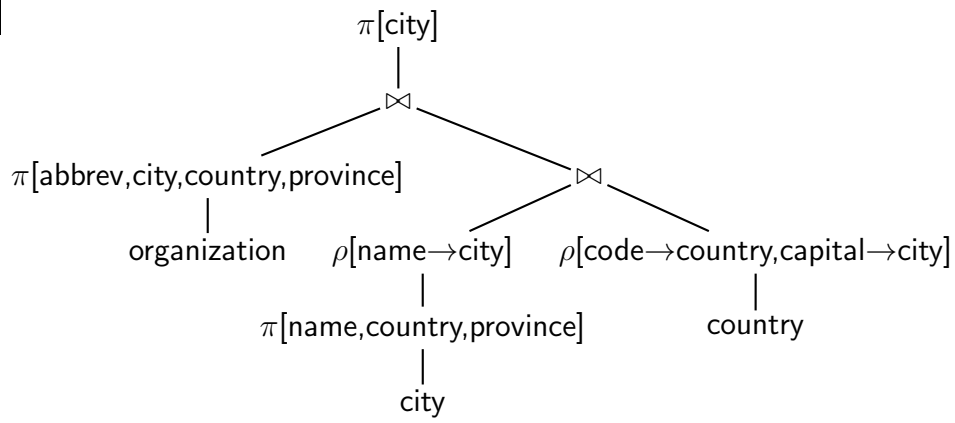 π[city]
⋈
π[abbrev,city,country,province]
⋈
organization
ρ[name→city]
ρ[code→country,capital→city]
π[name,country,province]
country
city